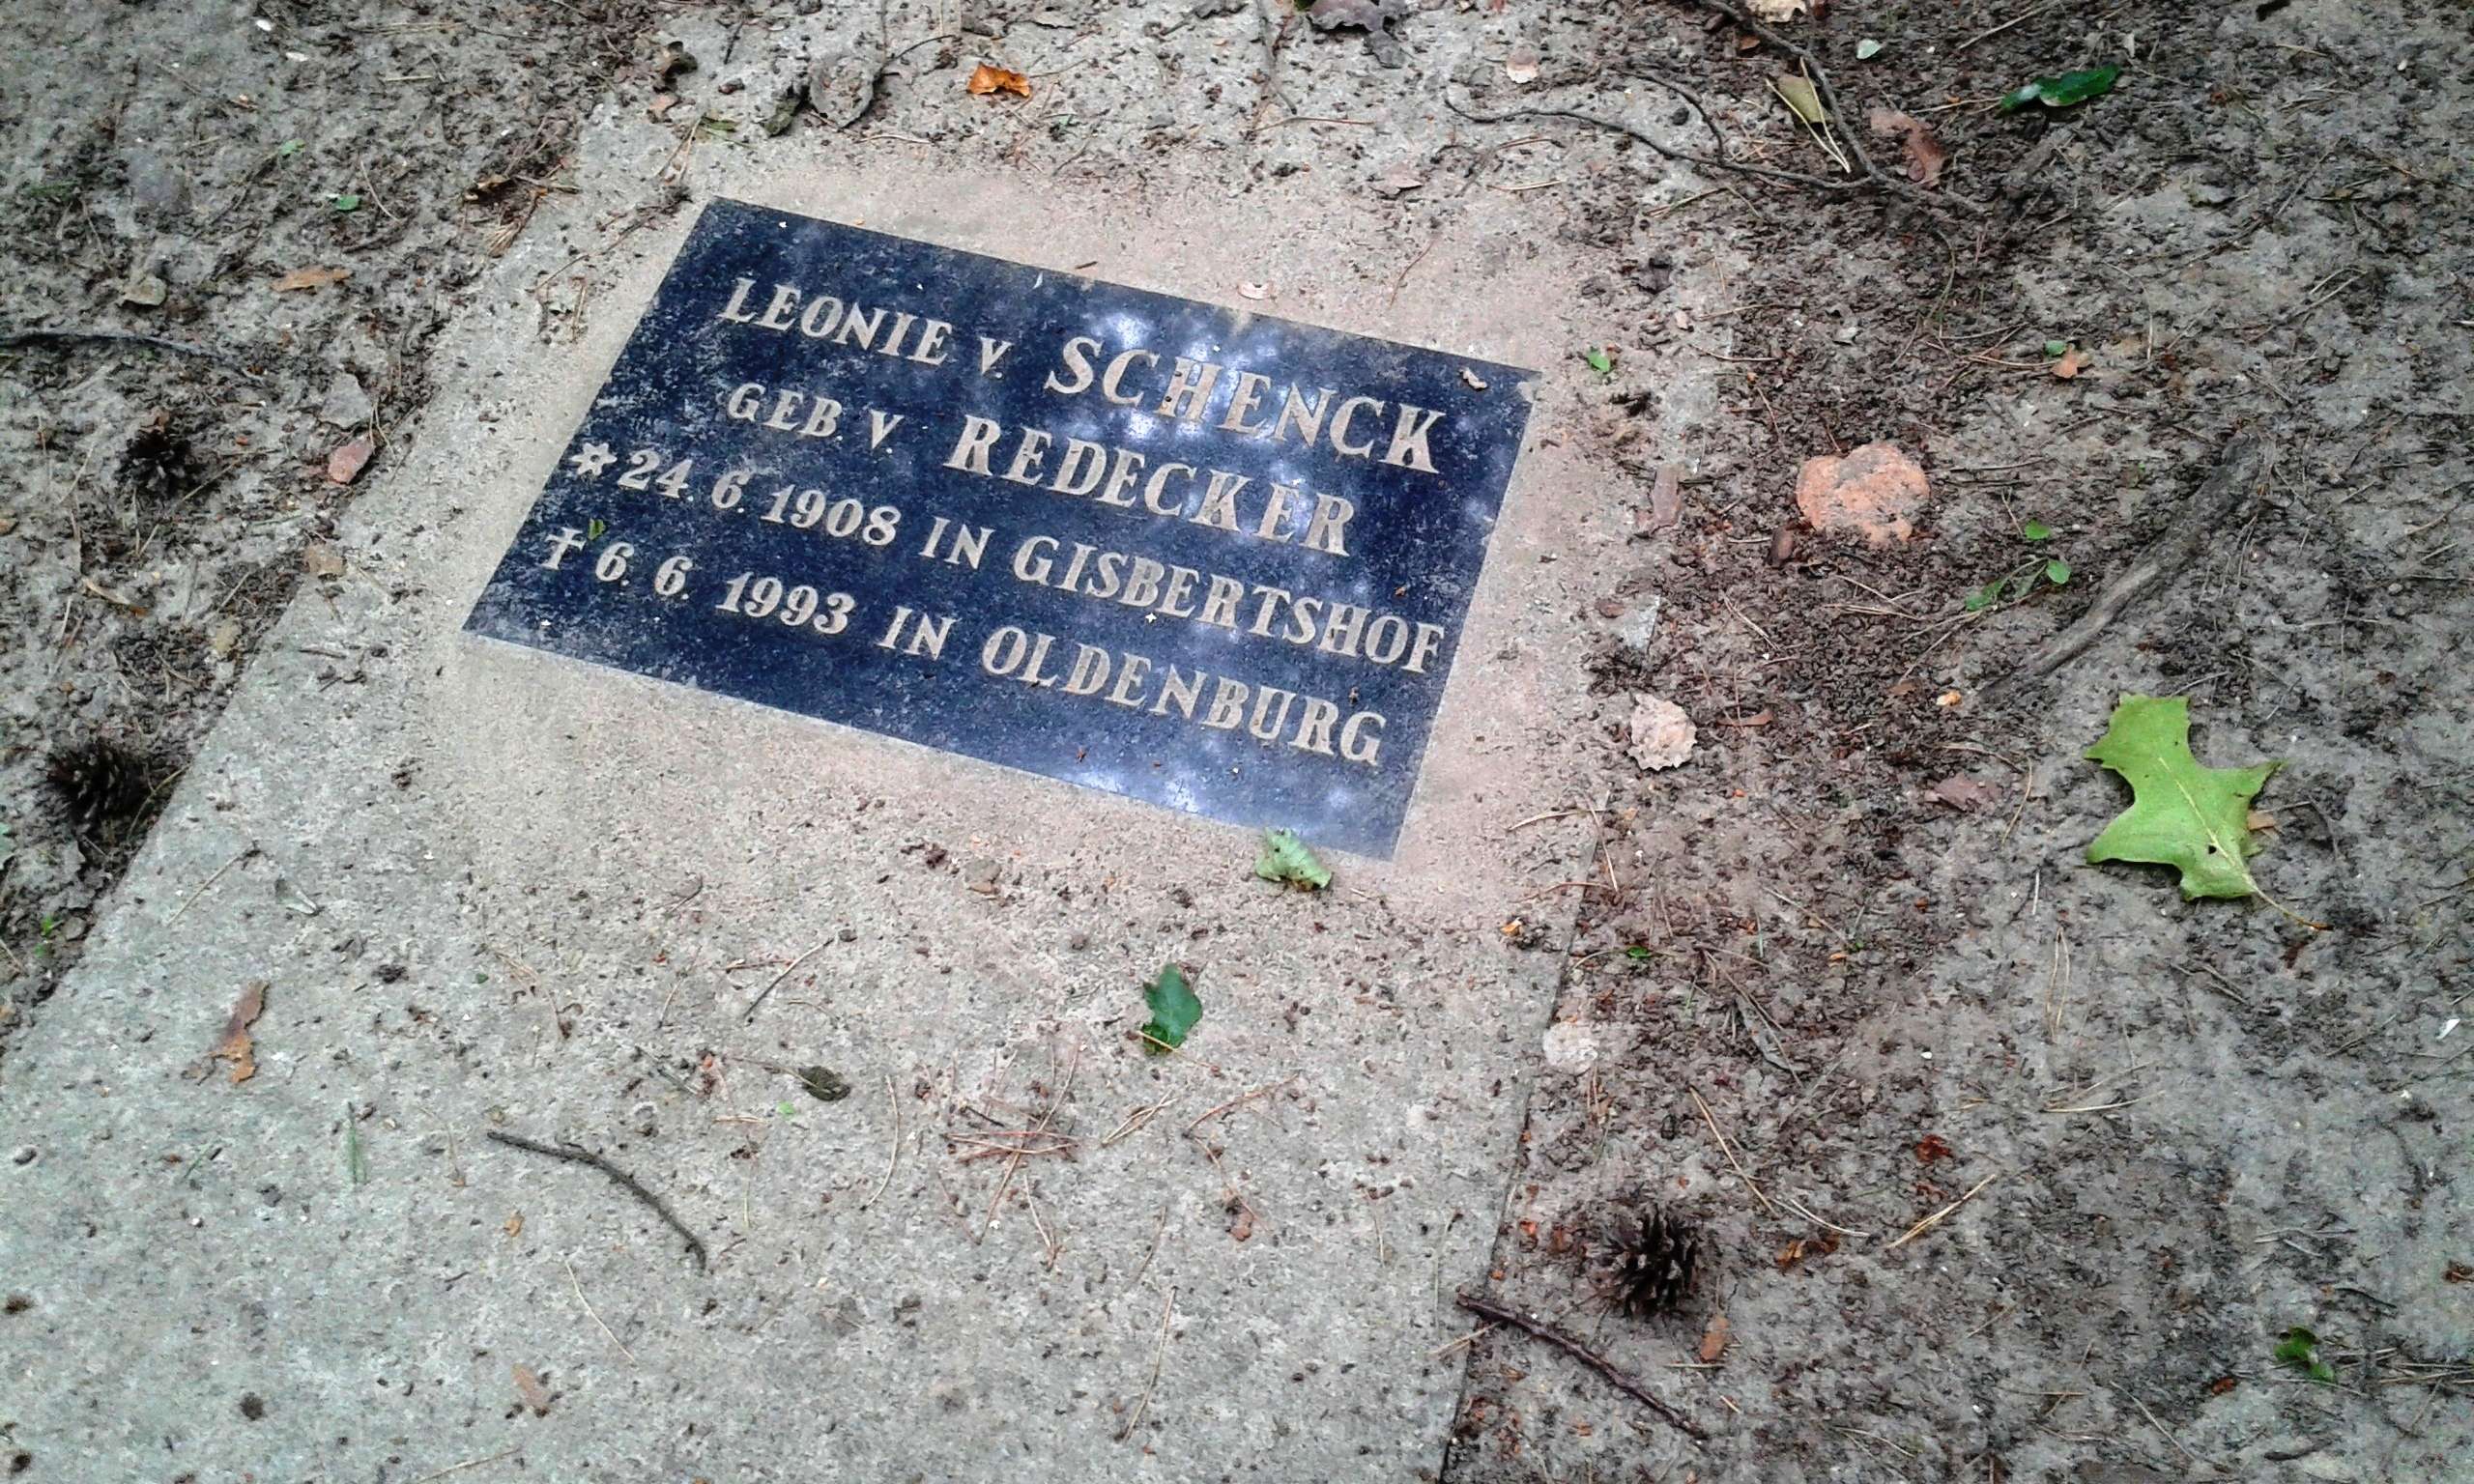 LEONIE v. SCHENCK
GEB. v REDECKER
* 24. 6. 1908 IN GISBERTSHOF
† 6. 6. 1993 IN OLDENBURG